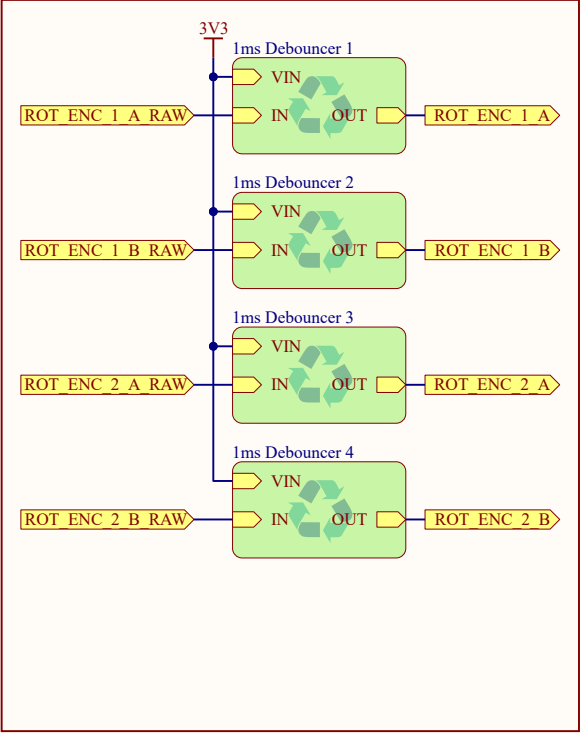 3V3
1ms Debouncer 1
VIN
ROT_ENC_1_A_RAW IN OUT ROT_ENC_1_A
1ms Debouncer 2
VIN
ROT_ENC_1_B_RAW IN OUT ROT_ENC_1_B
1ms Debouncer 3
VIN
ROT_ENC_2_A_RAW IN OUT ROT_ENC_2_A
1ms Debouncer 4
VIN
ROT_ENC_2_B_RAW IN OUT ROT_ENC_2_B